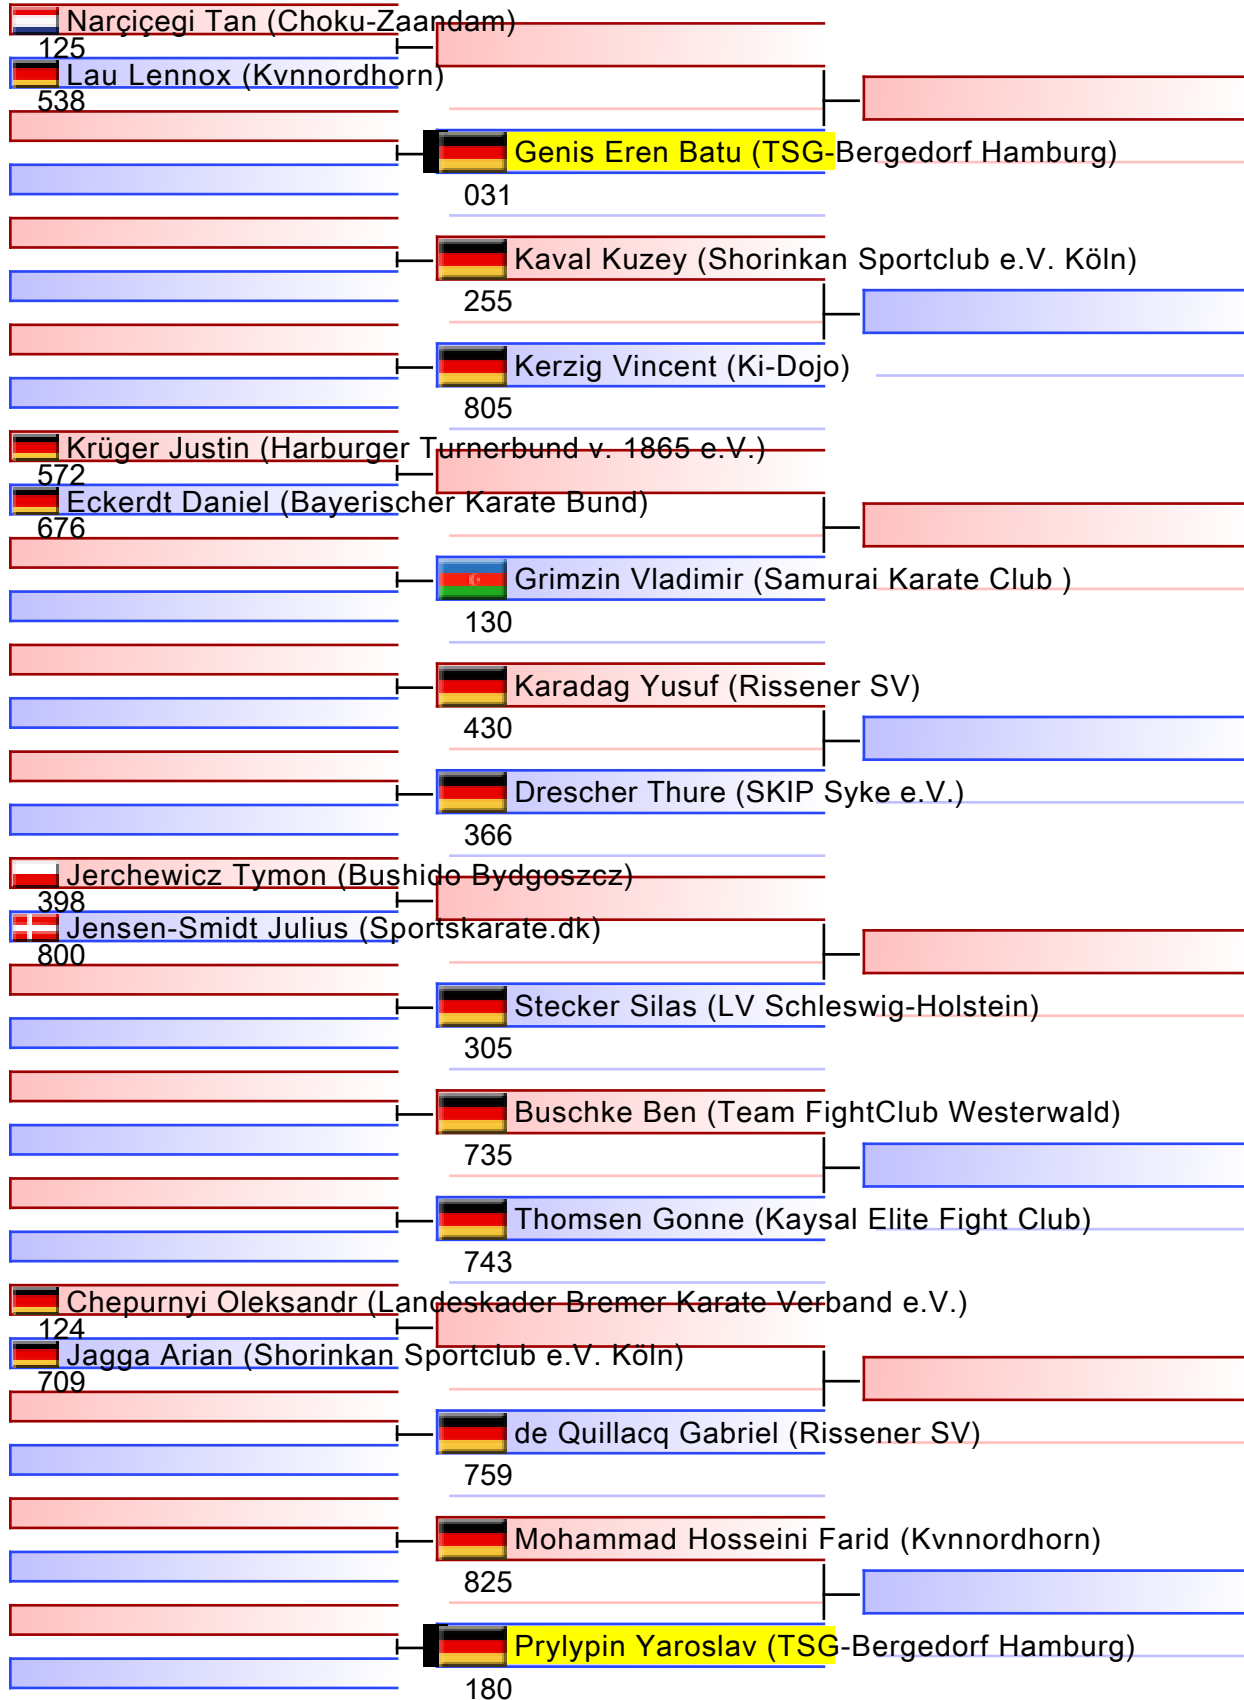 Narçiçegi Tan (Choku-Zaandam)
125
Lau Lennox (Kvnnordhorn)
538
Genis Eren Batu (TSG-Bergedorf Hamburg)
031
Kaval Kuzey (Shorinkan Sportclub e.V. Köln)
255
Kerzig Vincent (Ki-Dojo)
805
Krüger Justin (Harburger Turnerbund v. 1865 e.V.)
572
Eckerdt Daniel (Bayerischer Karate Bund)
676
Grimzin Vladimir (Samurai Karate Club )
130
Karadag Yusuf (Rissener SV)
430
Drescher Thure (SKIP Syke e.V.)
366
Jerchewicz Tymon (Bushido Bydgoszcz)
398
Jensen-Smidt Julius (Sportskarate.dk)
800
Stecker Silas (LV Schleswig-Holstein)
305
Buschke Ben (Team FightClub Westerwald)
735
Thomsen Gonne (Kaysal Elite Fight Club)
743
Chepurnyi Oleksandr (Landeskader Bremer Karate Verband e.V.)
124
Jagga Arian (Shorinkan Sportclub e.V. Köln)
709
de Quillacq Gabriel (Rissener SV)
759
Mohammad Hosseini Farid (Kvnnordhorn)
825
Prylypin Yaroslav (TSG-Bergedorf Hamburg)
180